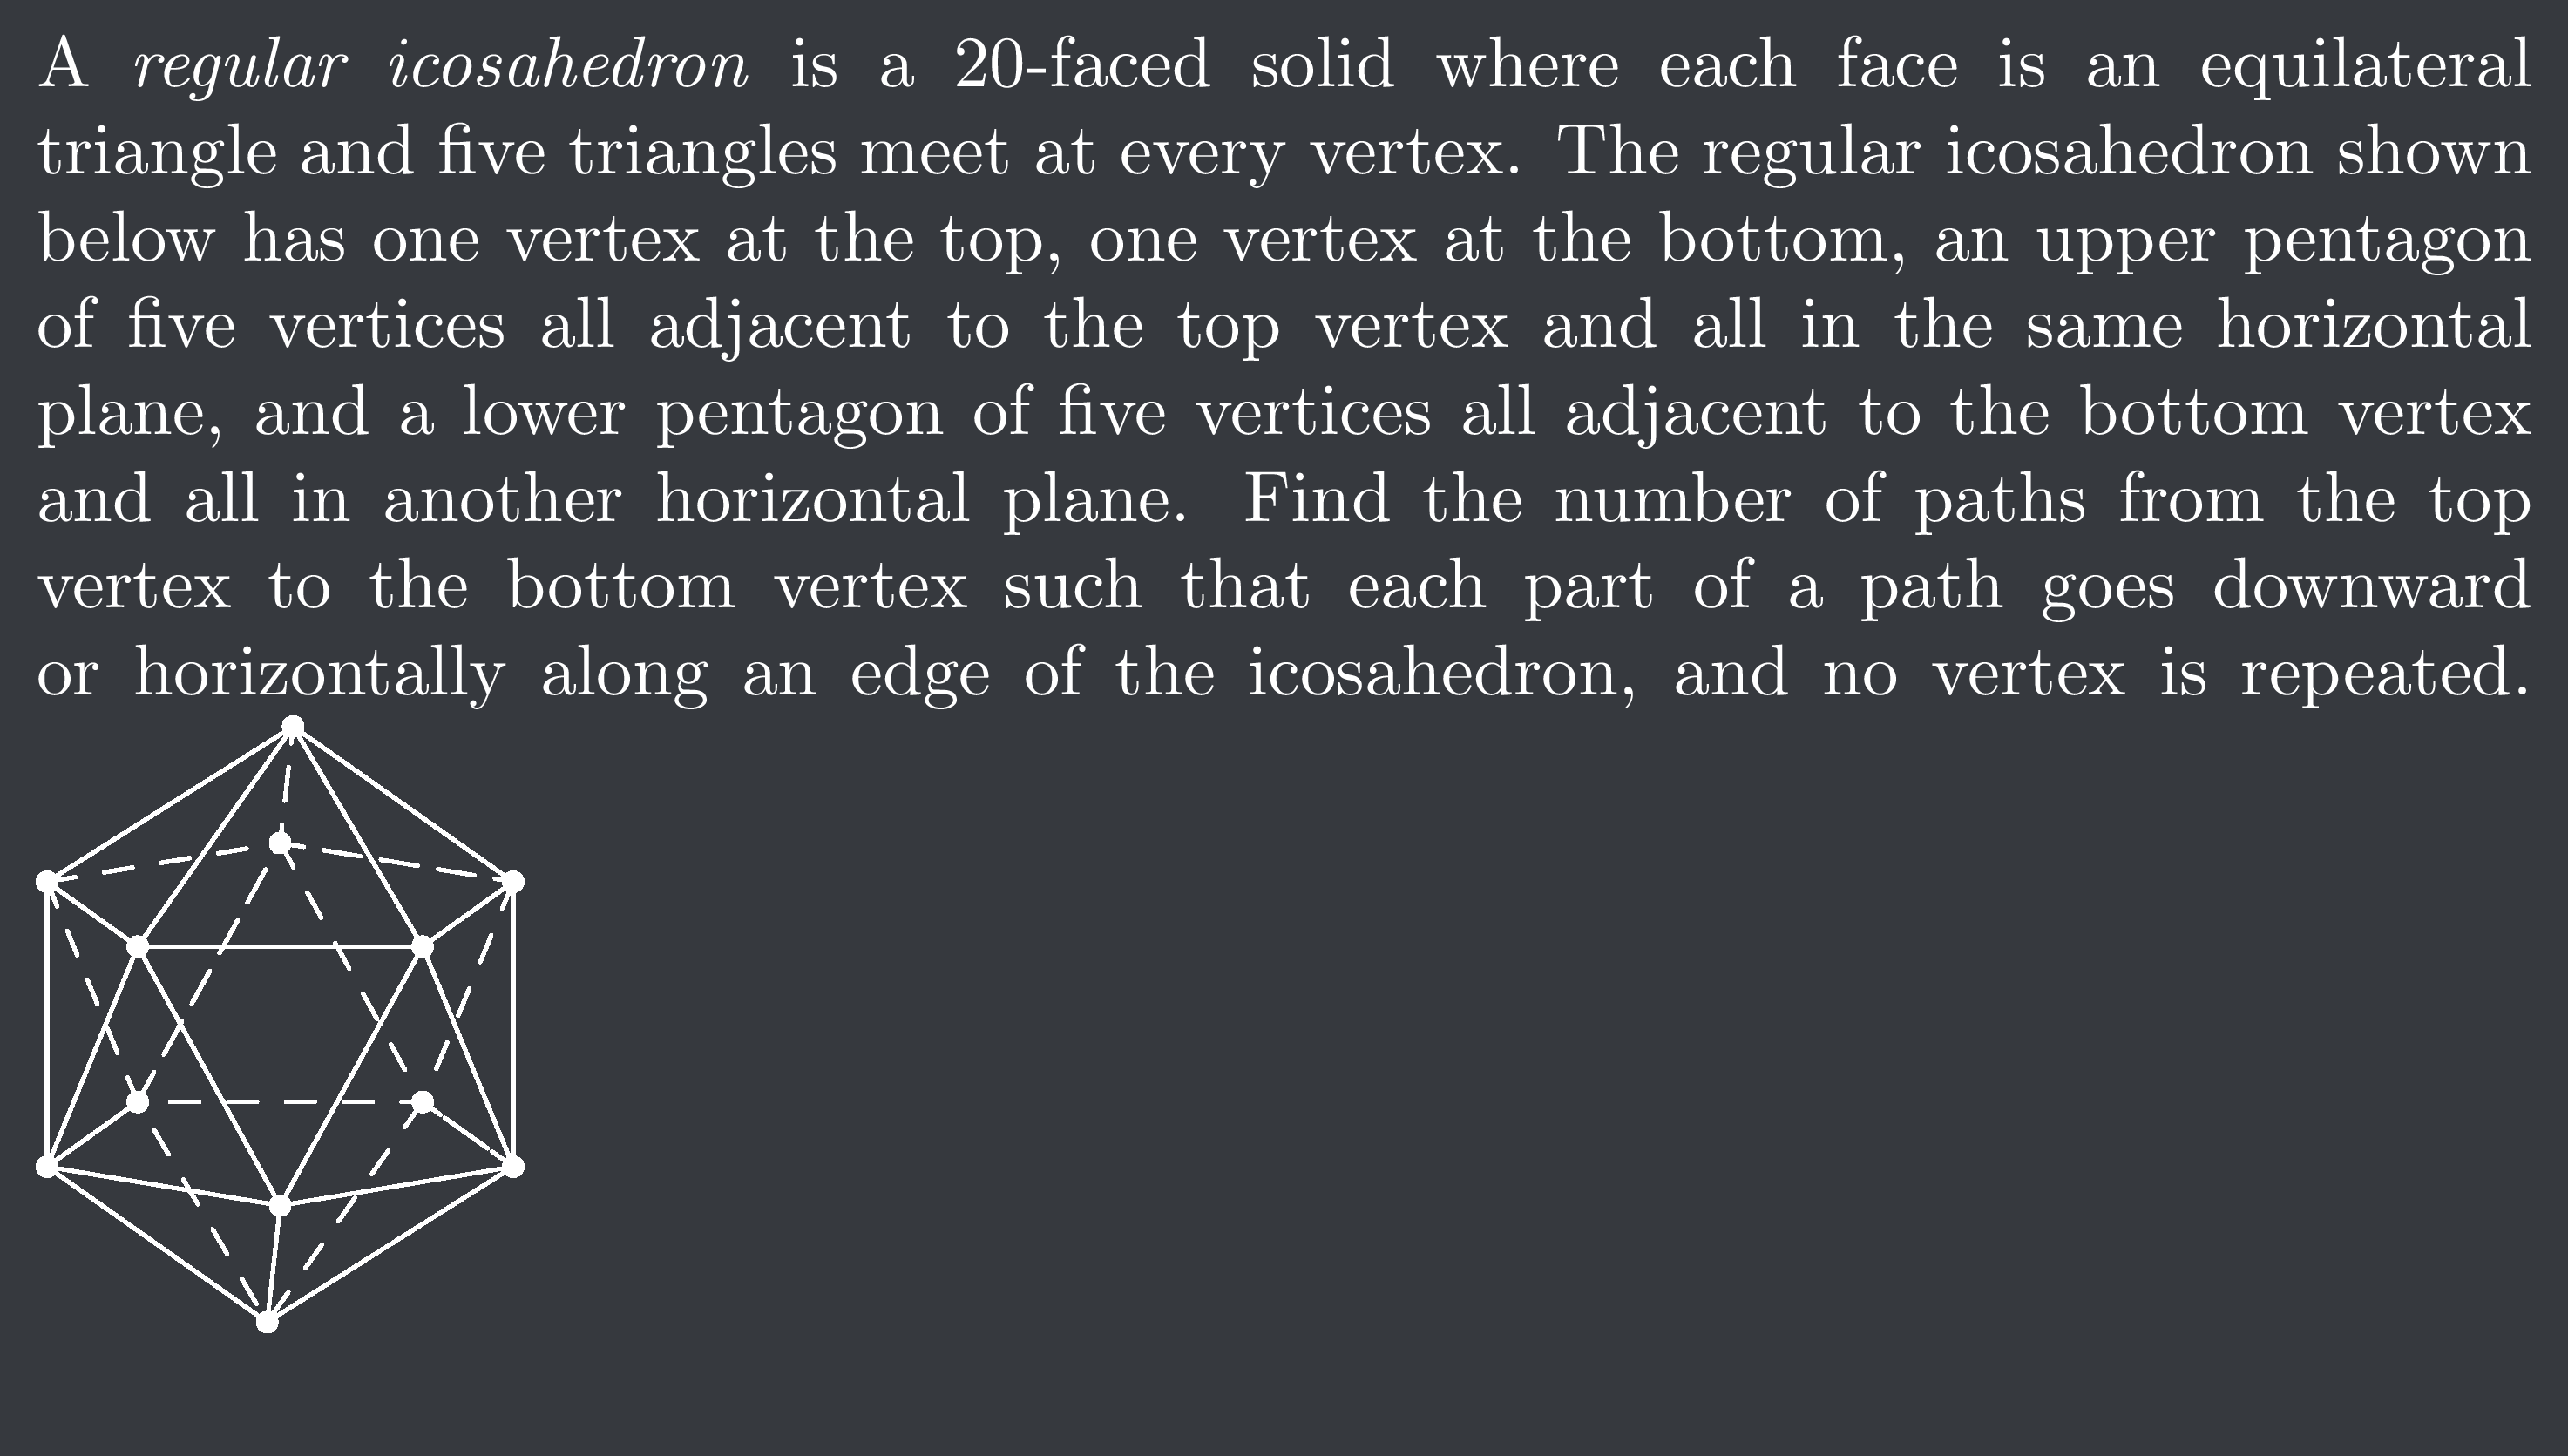 A regular icosahedron is a 20-faced solid where each face is an equilateral
triangle and five triangles meet at every vertex. The regular icosahedron shown
below has one vertex at the top, one vertex at the bottom, an upper pentagon
of five vertices all adjacent to the top vertex and all in the same horizontal
plane, and a lower pentagon of five vertices all adjacent to the bottom vertex
and all in another horizontal plane. Find the number of paths from the top
vertex to the bottom vertex such that each part of a path goes downward
or horizontally along an edge of the icosahedron, and no vertex is repeated.